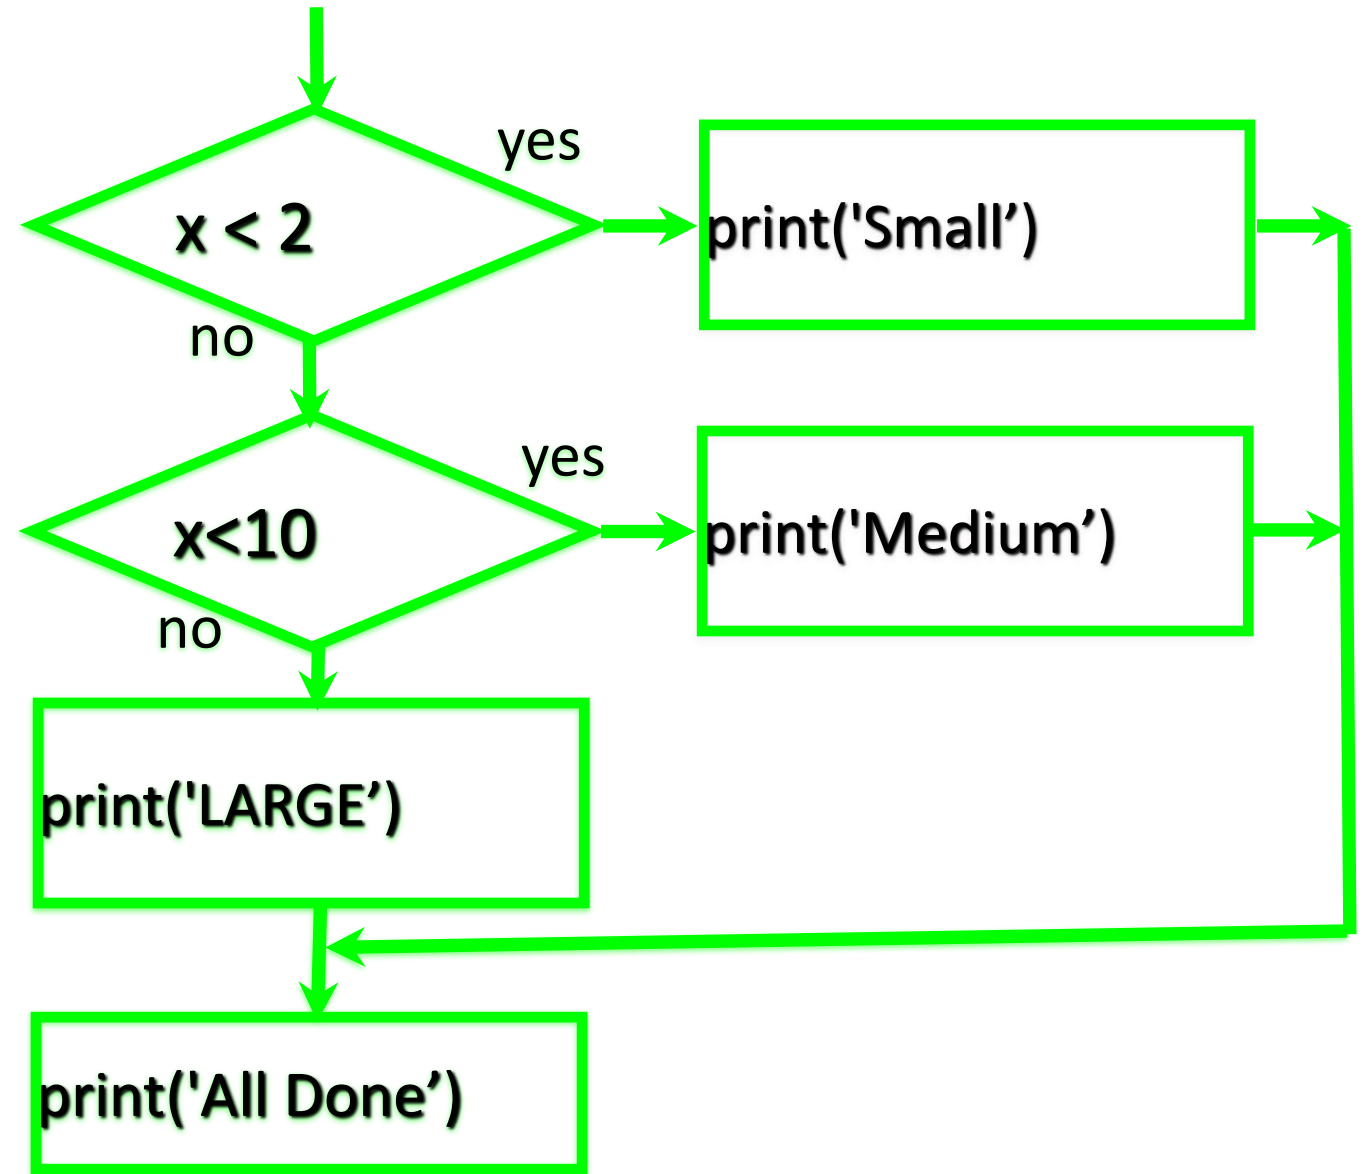 yes
x < 2
print('Small’)
no
yes
x<10
print('Medium’)
no
print('LARGE’)
print('All Done’)